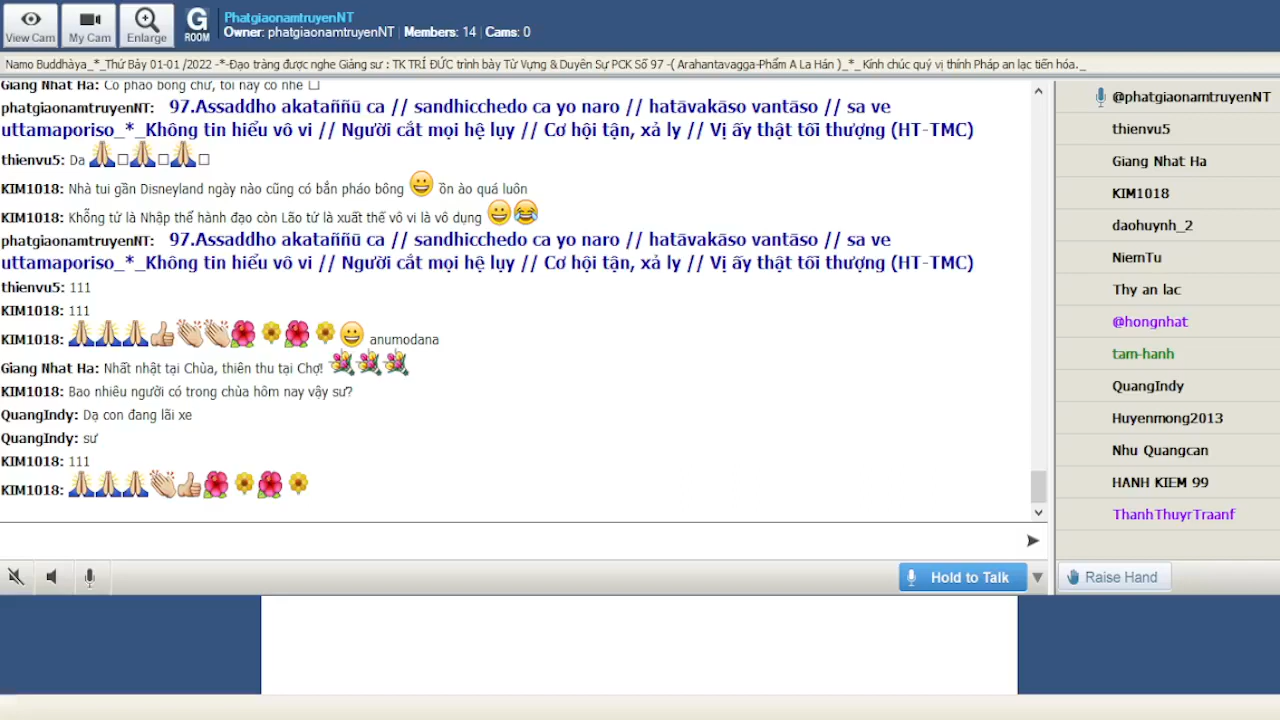 View Cam
My Cam
Enlarge
G
ROOM
PhatgiaonamtruyenNT
Owner: phatgiaonamtruyenNT | Members: 14 | Cams: 0
Namo Buddhàya_*_Thứ Bảy 01-01 /2022 -*-Đạo tràng được nghe Giảng sư : TK TRÍ ĐỨC trình bày Từ Vựng & Duyên Sự PCK Số 97 -( Arahantavagga-Phẩm A La Hán )_*_ Kính chúc quý vị thính Pháp an lạc tiến hóa._
Giang Nhat Ha: Có pháo bông chư, tối nay có nhé
phatgiaonamtruyenNT: 97.Assaddho akataññū ca // sandhicchedo ca yo naro // hatāvakāso vantāso // sa ve
uttamaporiso_*_Không tin hiểu vô vi // Người cắt mọi hệ lụy // Cơ hội tận, xả ly // Vị ấy thật tối thượng (HT-TMC)
thienvu5: Da 🙏🙏🙏
KIM1018: Nhà tui gần Disneyland ngày nào cũng có bắn pháo bông 😀 ồn ào quá luôn
KIM1018: Khổng tử là Nhập thế hành đạo còn Lão tử là xuất thế vô vi là vô dụng 😀😂
phatgiaonamtruyenNT: 97.Assaddho akataññū ca // sandhicchedo ca yo naro // hatāvakāso vantāso // sa ve
uttamaporiso_*_Không tin hiểu vô vi // Người cắt mọi hệ lụy // Cơ hội tận, xả ly // Vị ấy thật tối thượng (HT-TMC)
thienvu5: 111
KIM1018: 111
KIM1018: 🙏🙏🙏👍👏👏🌺🌻🌺🌻😀 anumodana
Giang Nhat Ha: Nhất nhật tại Chùa, thiên thu tại Chợ! 💐💐💐
KIM1018: Bao nhiêu người có trong chùa hôm nay vậy sư?
QuangIndy: Dạ con đang lãi xe
QuangIndy: sư
KIM1018: 111
KIM1018: 🙏🙏🙏👏👍🌺🌻🌺🌻
Hold to Talk
@phatgiaonamtruyenNT
thienvu5
Giang Nhat Ha
KIM1018
daohuynh_2
NiemTu
Thy an lac
@hongnhat
tam-hanh
QuangIndy
Huyenmong2013
Nhu Quangcan
HANH KIEM 99
ThanhThuyrTraanf
Raise Hand